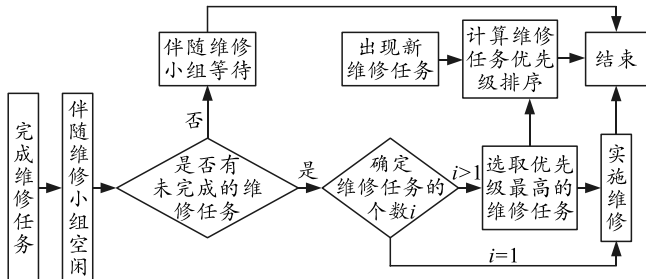 伴随维修
小组等待
出现新
维修任务
计算维修
任务优先
级排序
结束
否
完成维修任务
伴随维修小组空闲
是否有
未完成的维
修任务
是
确定
维修任务的
个数i
i>1
选取优先
级最高的
维修任务
实施维修
i=1